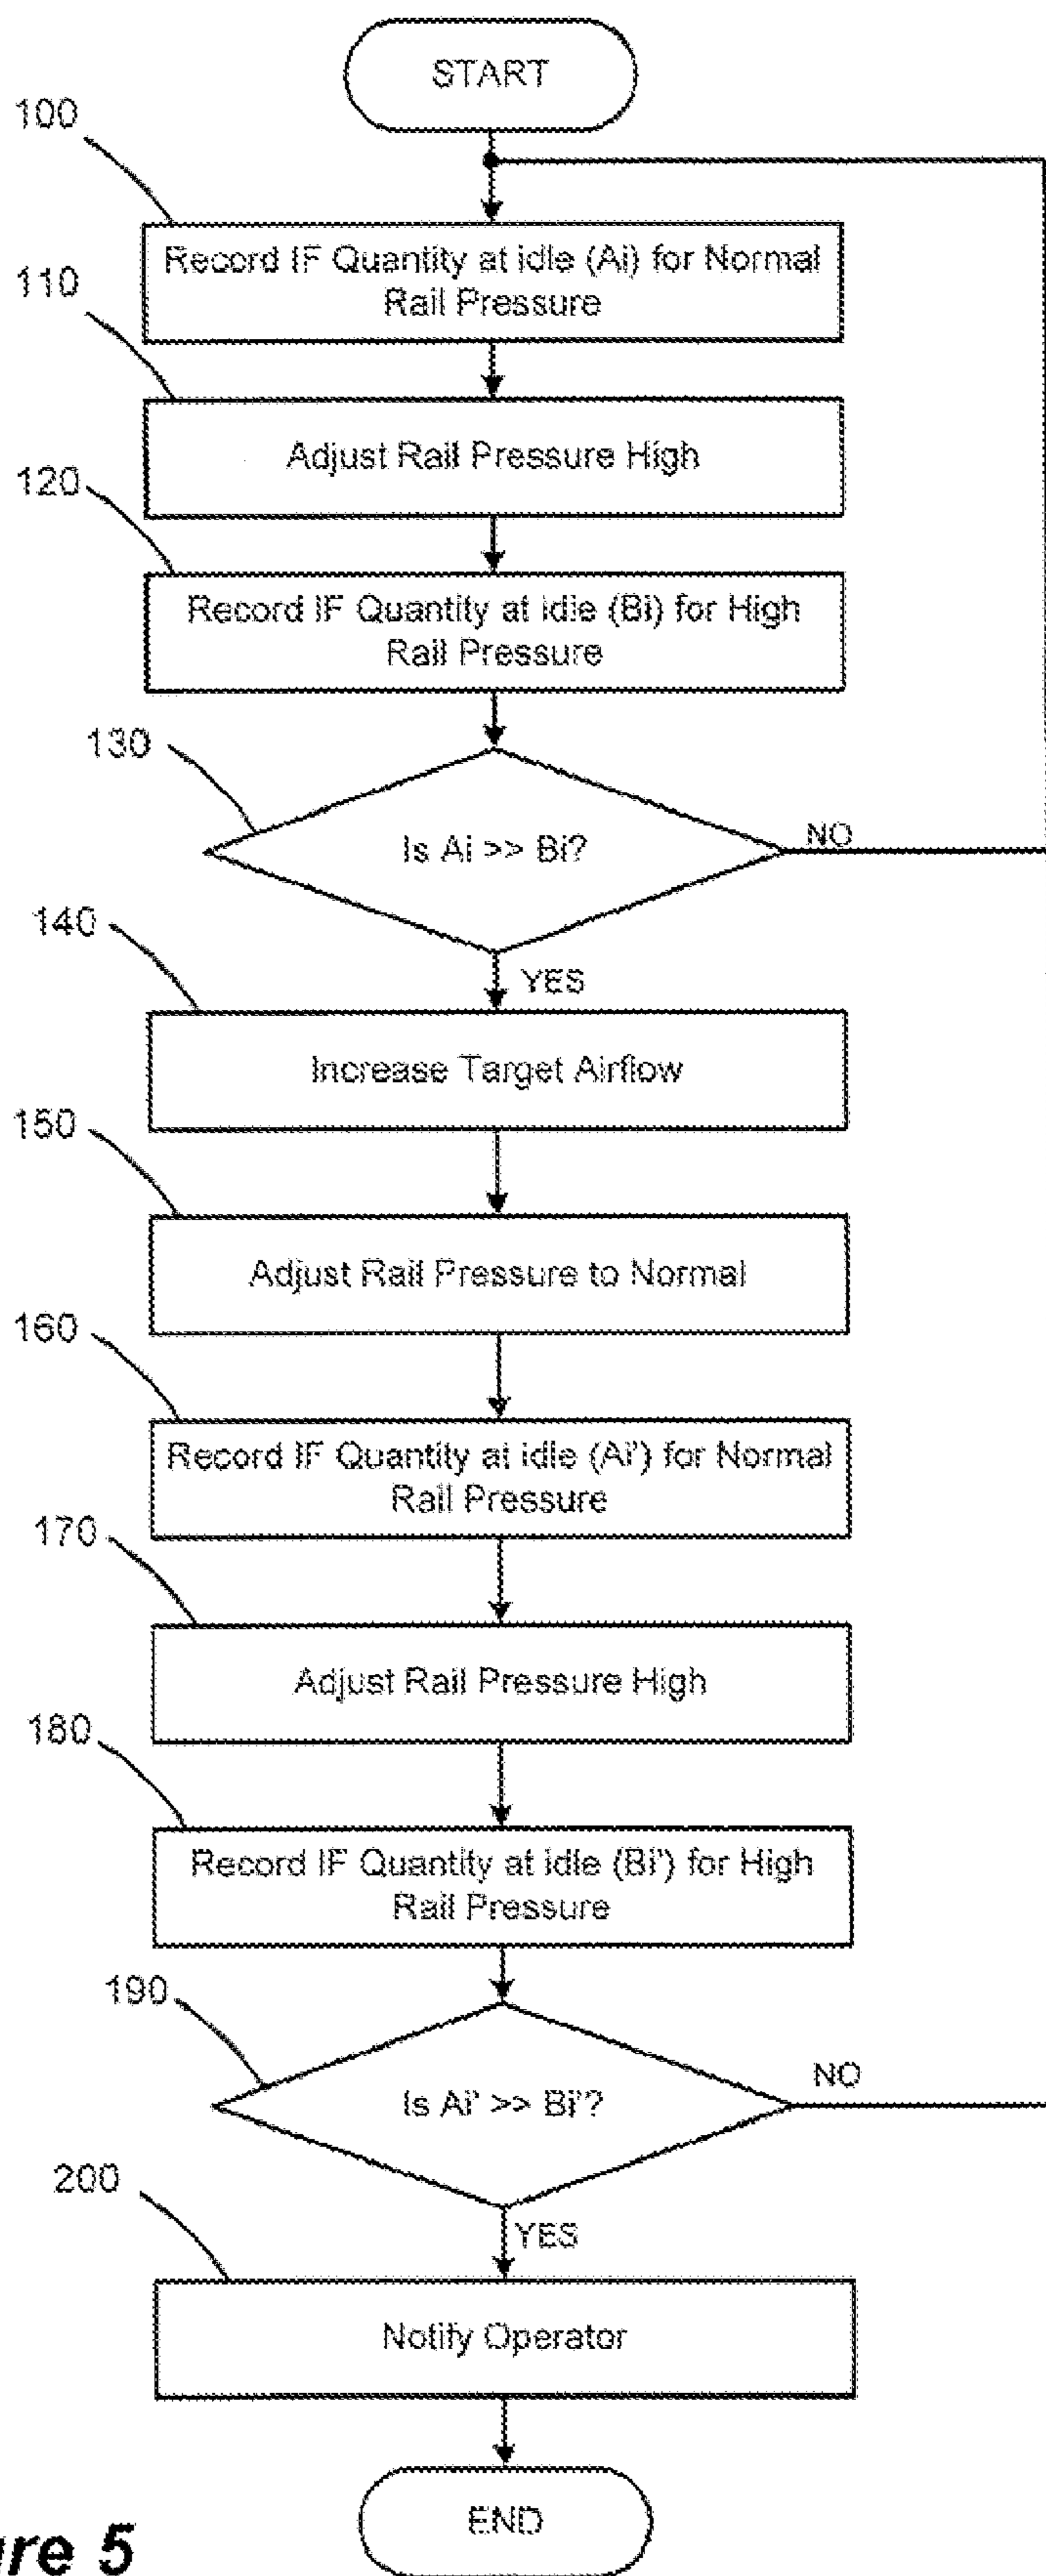 START
100
Record IF Quantity at idle (Ai) for Normal
Rail Pressure
110
Adjust Rail Pressure High
120
Record IF Quantity at idle (Bi) for High
Rail Pressure
130
Is Ai >> Bi?
NO
YES
140
Increase Target Airflow
150
Adjust Rail Pressure to Normal
160
Record IF Quantity at idle (Ai') for Normal
Rail Pressure
170
Adjust Rail Pressure High
180
Record IF Quantity at idle (Bi') for High
Rail Pressure
190
Is Ai' >> Bi'?
NO
YES
200
Notify Operator
END
ure 5